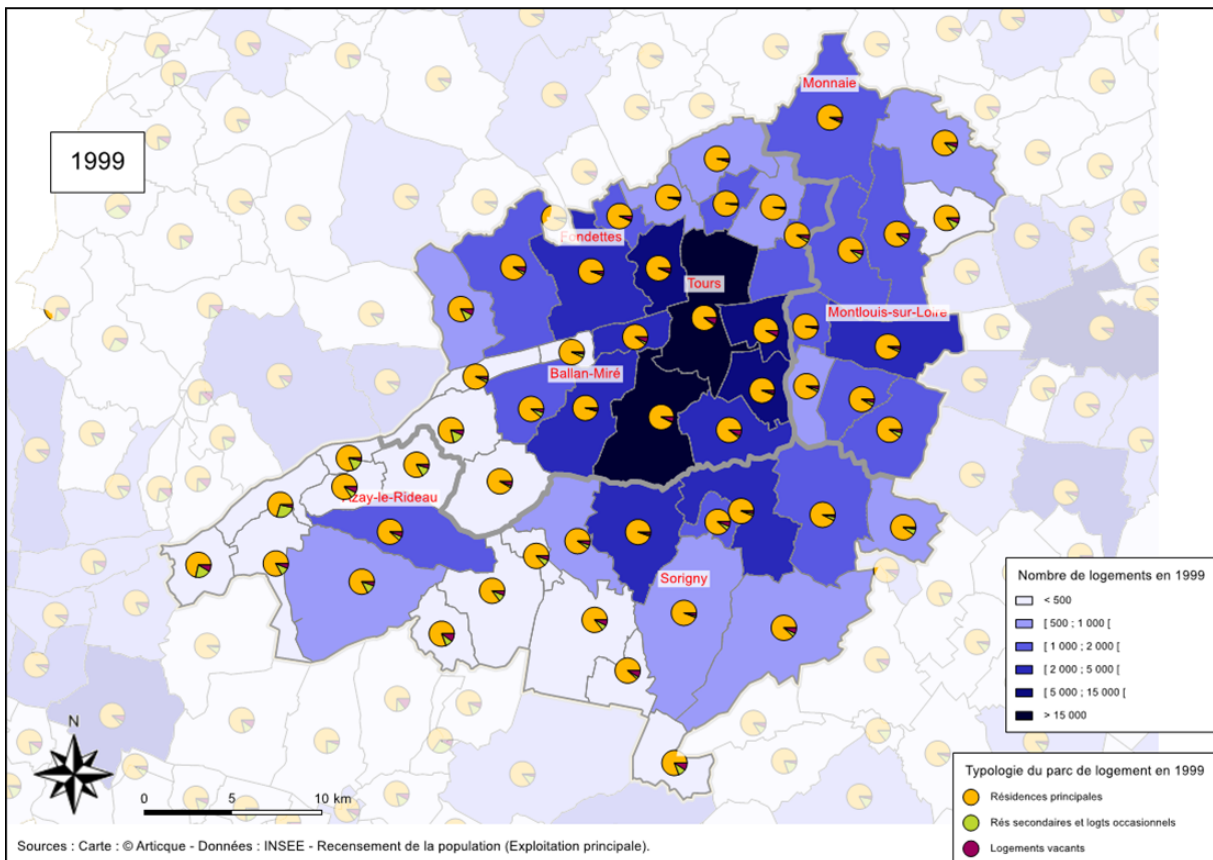 1999
Monnaie
Fondettes
Tours
Montlouis-sur-Loire
Ballan-Miré
Azay-le-Rideau
Sorigny
Nombre de logements en 1999
< 500
[ 500 ; 1 000 [
[ 1 000 ; 2 000 [
[ 2 000 ; 5 000 [
[ 5 000 ; 15 000 [
> 15 000
N
0 5 10 km
Typologie du parc de logement en 1999
Résidences principales
Rés secondaires et logts occasionnels
Logements vacants
Sources : Carte : © Articque - Données : INSEE - Recensement de la population (Exploitation principale).